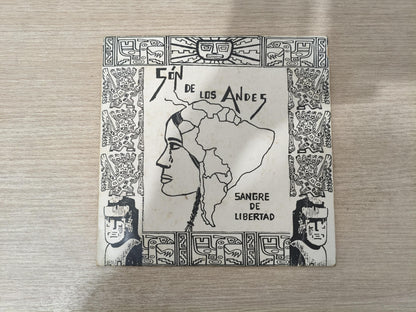 SÓN
DE
LOS ANDES
SANGRE
DE
LIBERTAD